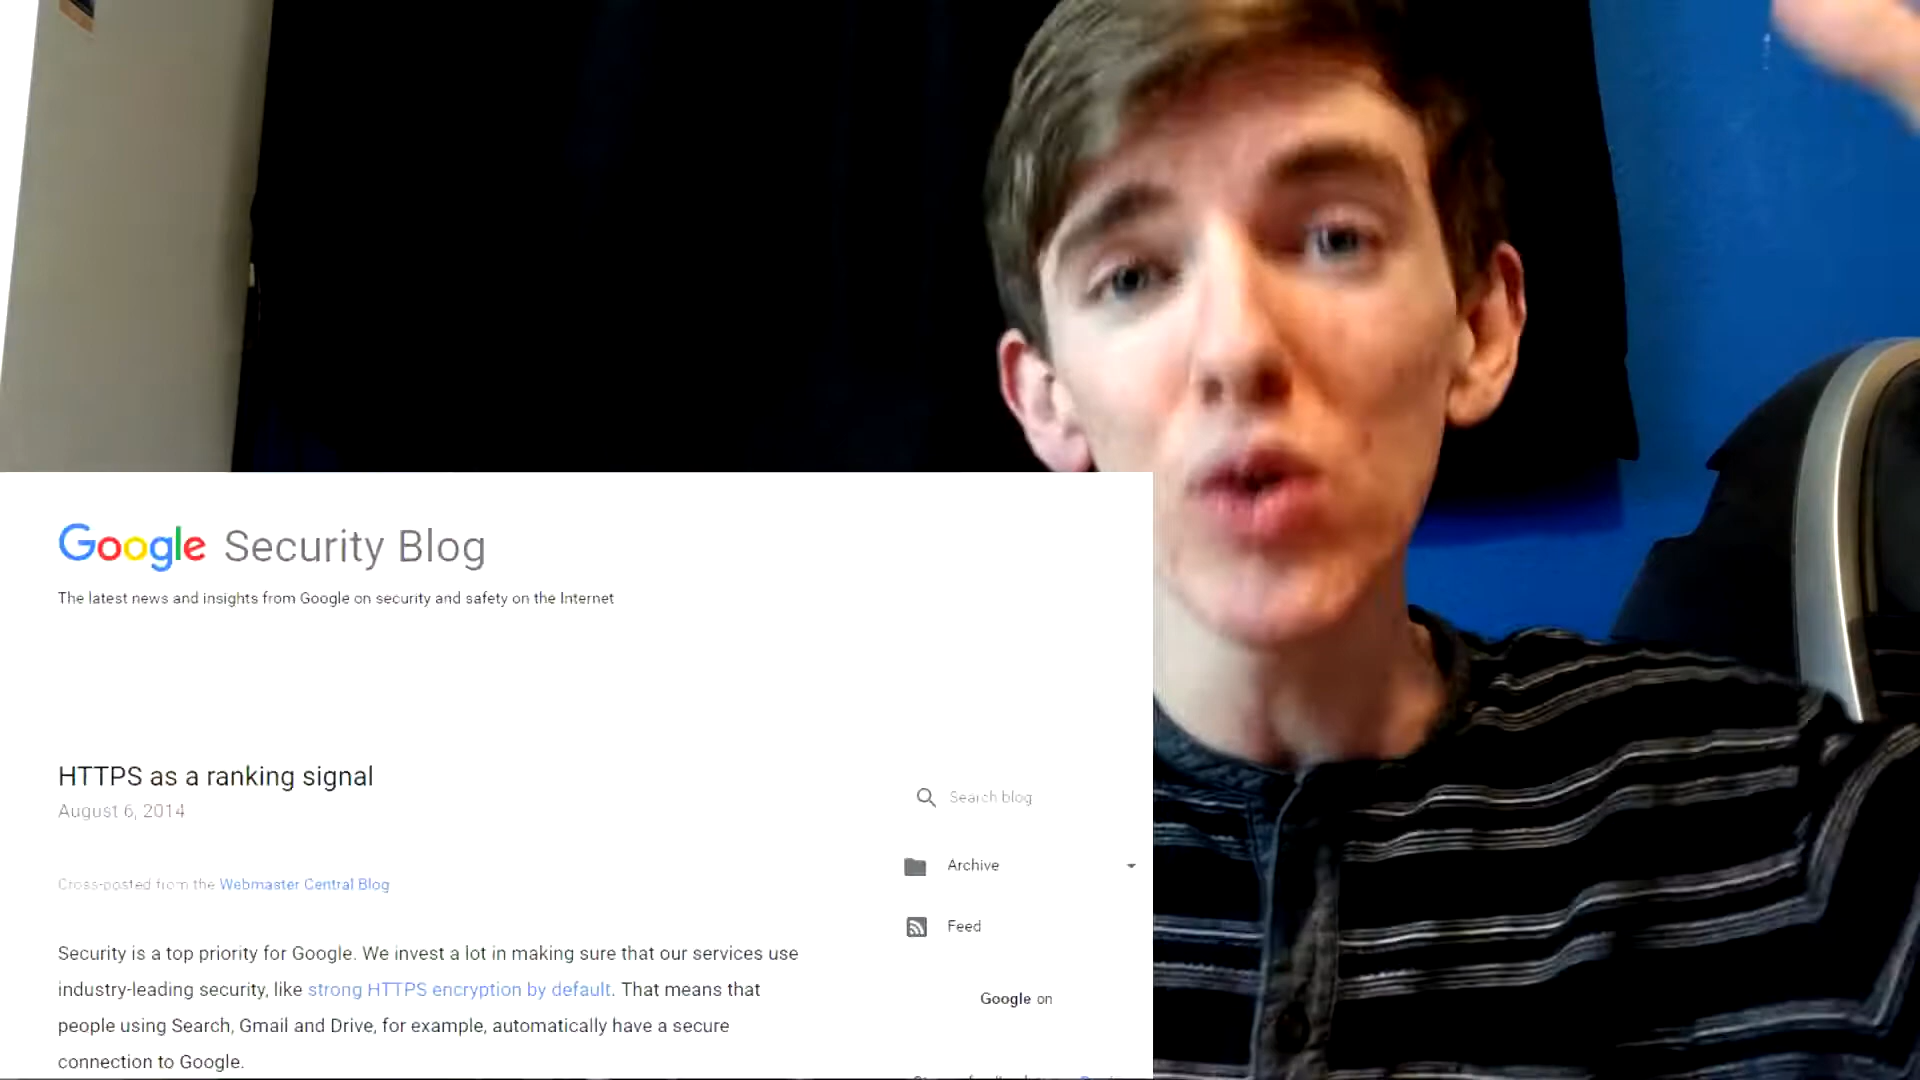 Google Security Blog
The latest news and insights from Google on security and safety on the Internet
HTTPS as a ranking signal
August 6, 2014
Search blog
Archive
Cross-posted from the Webmaster Central Blog
Feed
Security is a top priority for Google. We invest a lot in making sure that our services use
industry-leading security, like strong HTTPS encryption by default. That means that
people using Search, Gmail and Drive, for example, automatically have a secure
connection to Google.
Google on